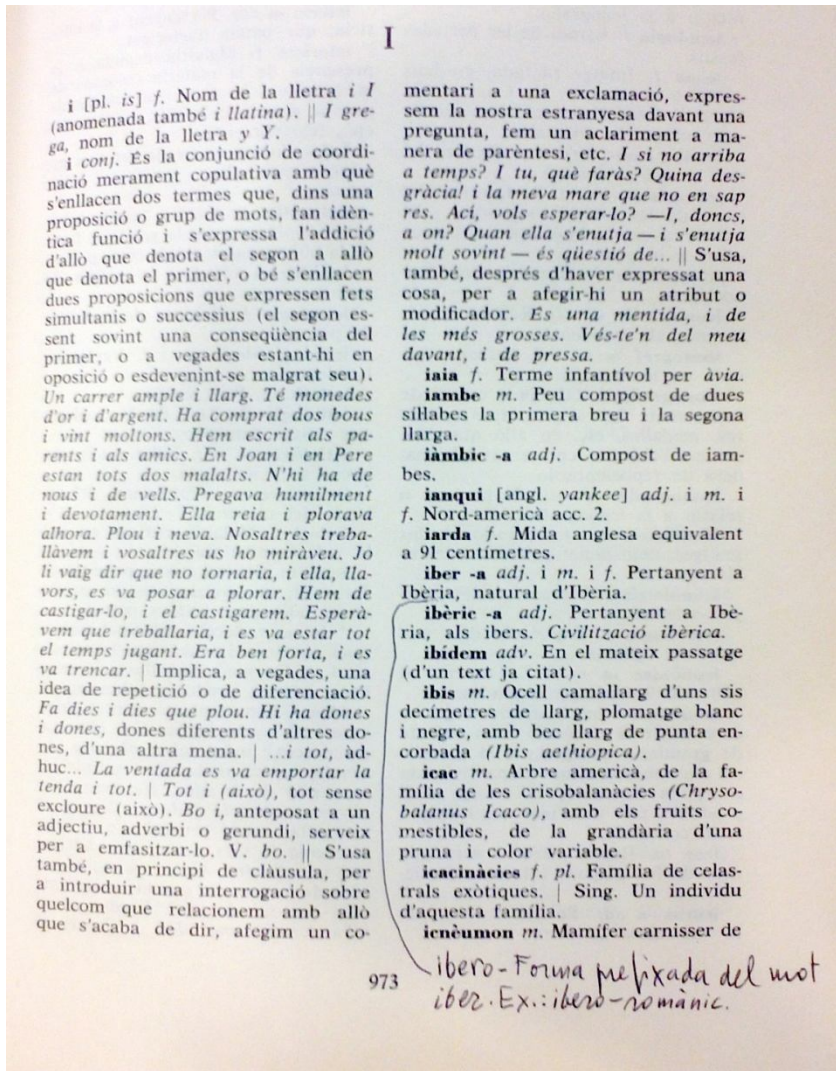 I
i [pl. is] f. Nom de la lletra i I
(anomenada també i llatina). || I gre-
ga, nom de la lletra y Y.
i conj. És la conjunció de coordi-
nació merament copulativa amb què
s'enllacen dos termes que, dins una
proposició o grup de mots, fan idèn-
tica funció i s'expressa l'addició
d'allò que denota el segon a allò
que denota el primer, o bé s'enllacen
dues proposicions que expressen fets
simultanis o successius (el segon es-
sent sovint una conseqüència del
primer, o a vegades estant-hi en
oposició o esdevenint-se malgrat seu).
Un carrer ample i llarg. Té monedes
d'or i d'argent. Ha comprat dos bous
i vint moltons. Hem escrit als pa-
rents i als amics. En Joan i en Pere
estan tots dos malalts. N'hi ha de
nous i de vells. Pregava humilment
i devotament. Ella reia i plorava
alhora. Plou i neva. Nosaltres treba-
llàvem i vosaltres us ho miràveu. Jo
li vaig dir que no tornaria, i ella, lla-
vors, es va posar a plorar. Hem de
castigar-lo, i el castigarem. Esperà-
vem que treballaria, i es va estar tot
el temps jugant. Era ben forta, i es
va trencar. | Implica, a vegades, una
idea de repetició o de diferenciació.
Fa dies i dies que plou. Hi ha dones
i dones, dones diferents d'altres do-
nes, d'una altra mena. | ...i tot, àd-
huc... La ventada es va emportar la
tenda i tot. | Tot i (això), tot sense
excloure (això). Bo i, anteposat a un
adjectiu, adverbi o gerundi, serveix
per a emfasitzar-lo. V. bo. || S'usa
també, en principi de clàusula, per
a introduir una interrogació sobre
quelcom que relacionem amb allò
que s'acaba de dir, afegim un co-
mentari a una exclamació, expres-
sem la nostra estranyesa davant una
pregunta, fem un aclariment a ma-
nera de parèntesi, etc. I si no arriba
a temps? I tu, què faràs? Quina des-
gràcia! i la meva mare que no en sap
res. Ací, vols esperar-lo? —I, doncs,
a on? Quan ella s'enutja — i s'enutja
molt sovint — és qüestió de... || S'usa,
també, després d'haver expressat una
cosa, per a afegir-hi un atribut o
modificador. És una mentida, i de
les més grosses. Vés-te'n del meu
davant, i de pressa.
iaia f. Terme infantívol per àvia.
iambe m. Peu compost de dues
síl·labes la primera breu i la segona
llarga.
iàmbic -a adj. Compost de iam-
bes.
ianqui [angl. yankee] adj. i m. i
f. Nord-americà acc. 2.
iarda f. Mida anglesa equivalent
a 91 centímetres.
iber -a adj. i m. i f. Pertanyent a
Ibèria, natural d'Ibèria.
ibèric -a adj. Pertanyent a Ibè-
ria, als ibers. Civilització ibèrica.
ibídem adv. En el mateix passatge
(d'un text ja citat).
ibis m. Ocell camallarg d'uns sis
decímetres de llarg, plomatge blanc
i negre, amb bec llarg de punta en-
corbada (Ibis aethiopica).
icac m. Arbre americà, de la fa-
mília de les crisobalanàcies (Chryso-
balanus Icaco), amb els fruits co-
mestibles, de la grandària d'una
pruna i color variable.
icacinàcies f. pl. Família de celas-
trals exòtiques. | Sing. Un individu
d'aquesta família.
icnèumon m. Mamífer carnisser de
973
ibero- Forma prefixada del mot
iber. Ex.: ibero-romànic.